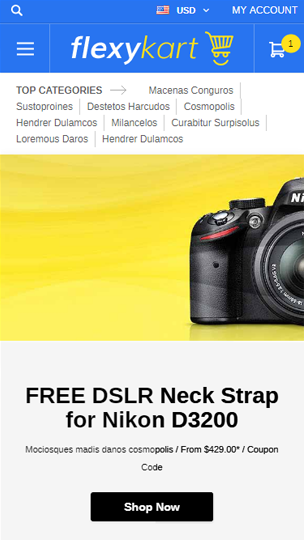 USD MY ACCOUNT
flexykart
1
TOP CATEGORIES Macenas Conguros
Sustoproines Destetos Harcudos Cosmopolis
Hendrer Dulamcos Milancelos Curabitur Surpisolus
Loremous Daros Hendrer Dulamcos
FREE DSLR Neck Strap
for Nikon D3200
Mociosques madis danos cosmopolis / From $429.00* / Coupon
Code
Shop Now